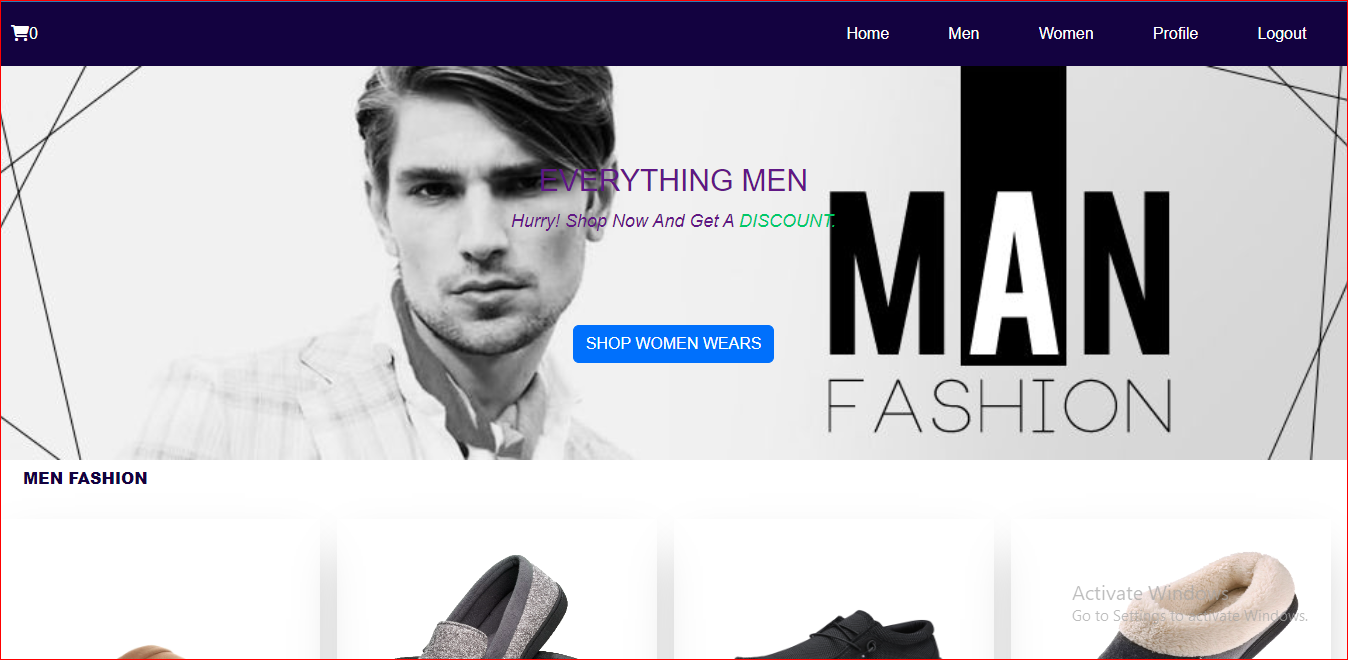 0
Home
Men
Women
Profile
Logout
EVERYTHING MEN
Hurry! Shop Now And Get A DISCOUNT.
SHOP WOMEN WEARS
MAN
FASHION
MEN FASHION
Activate Windows
Go to Settings to activate Windows.